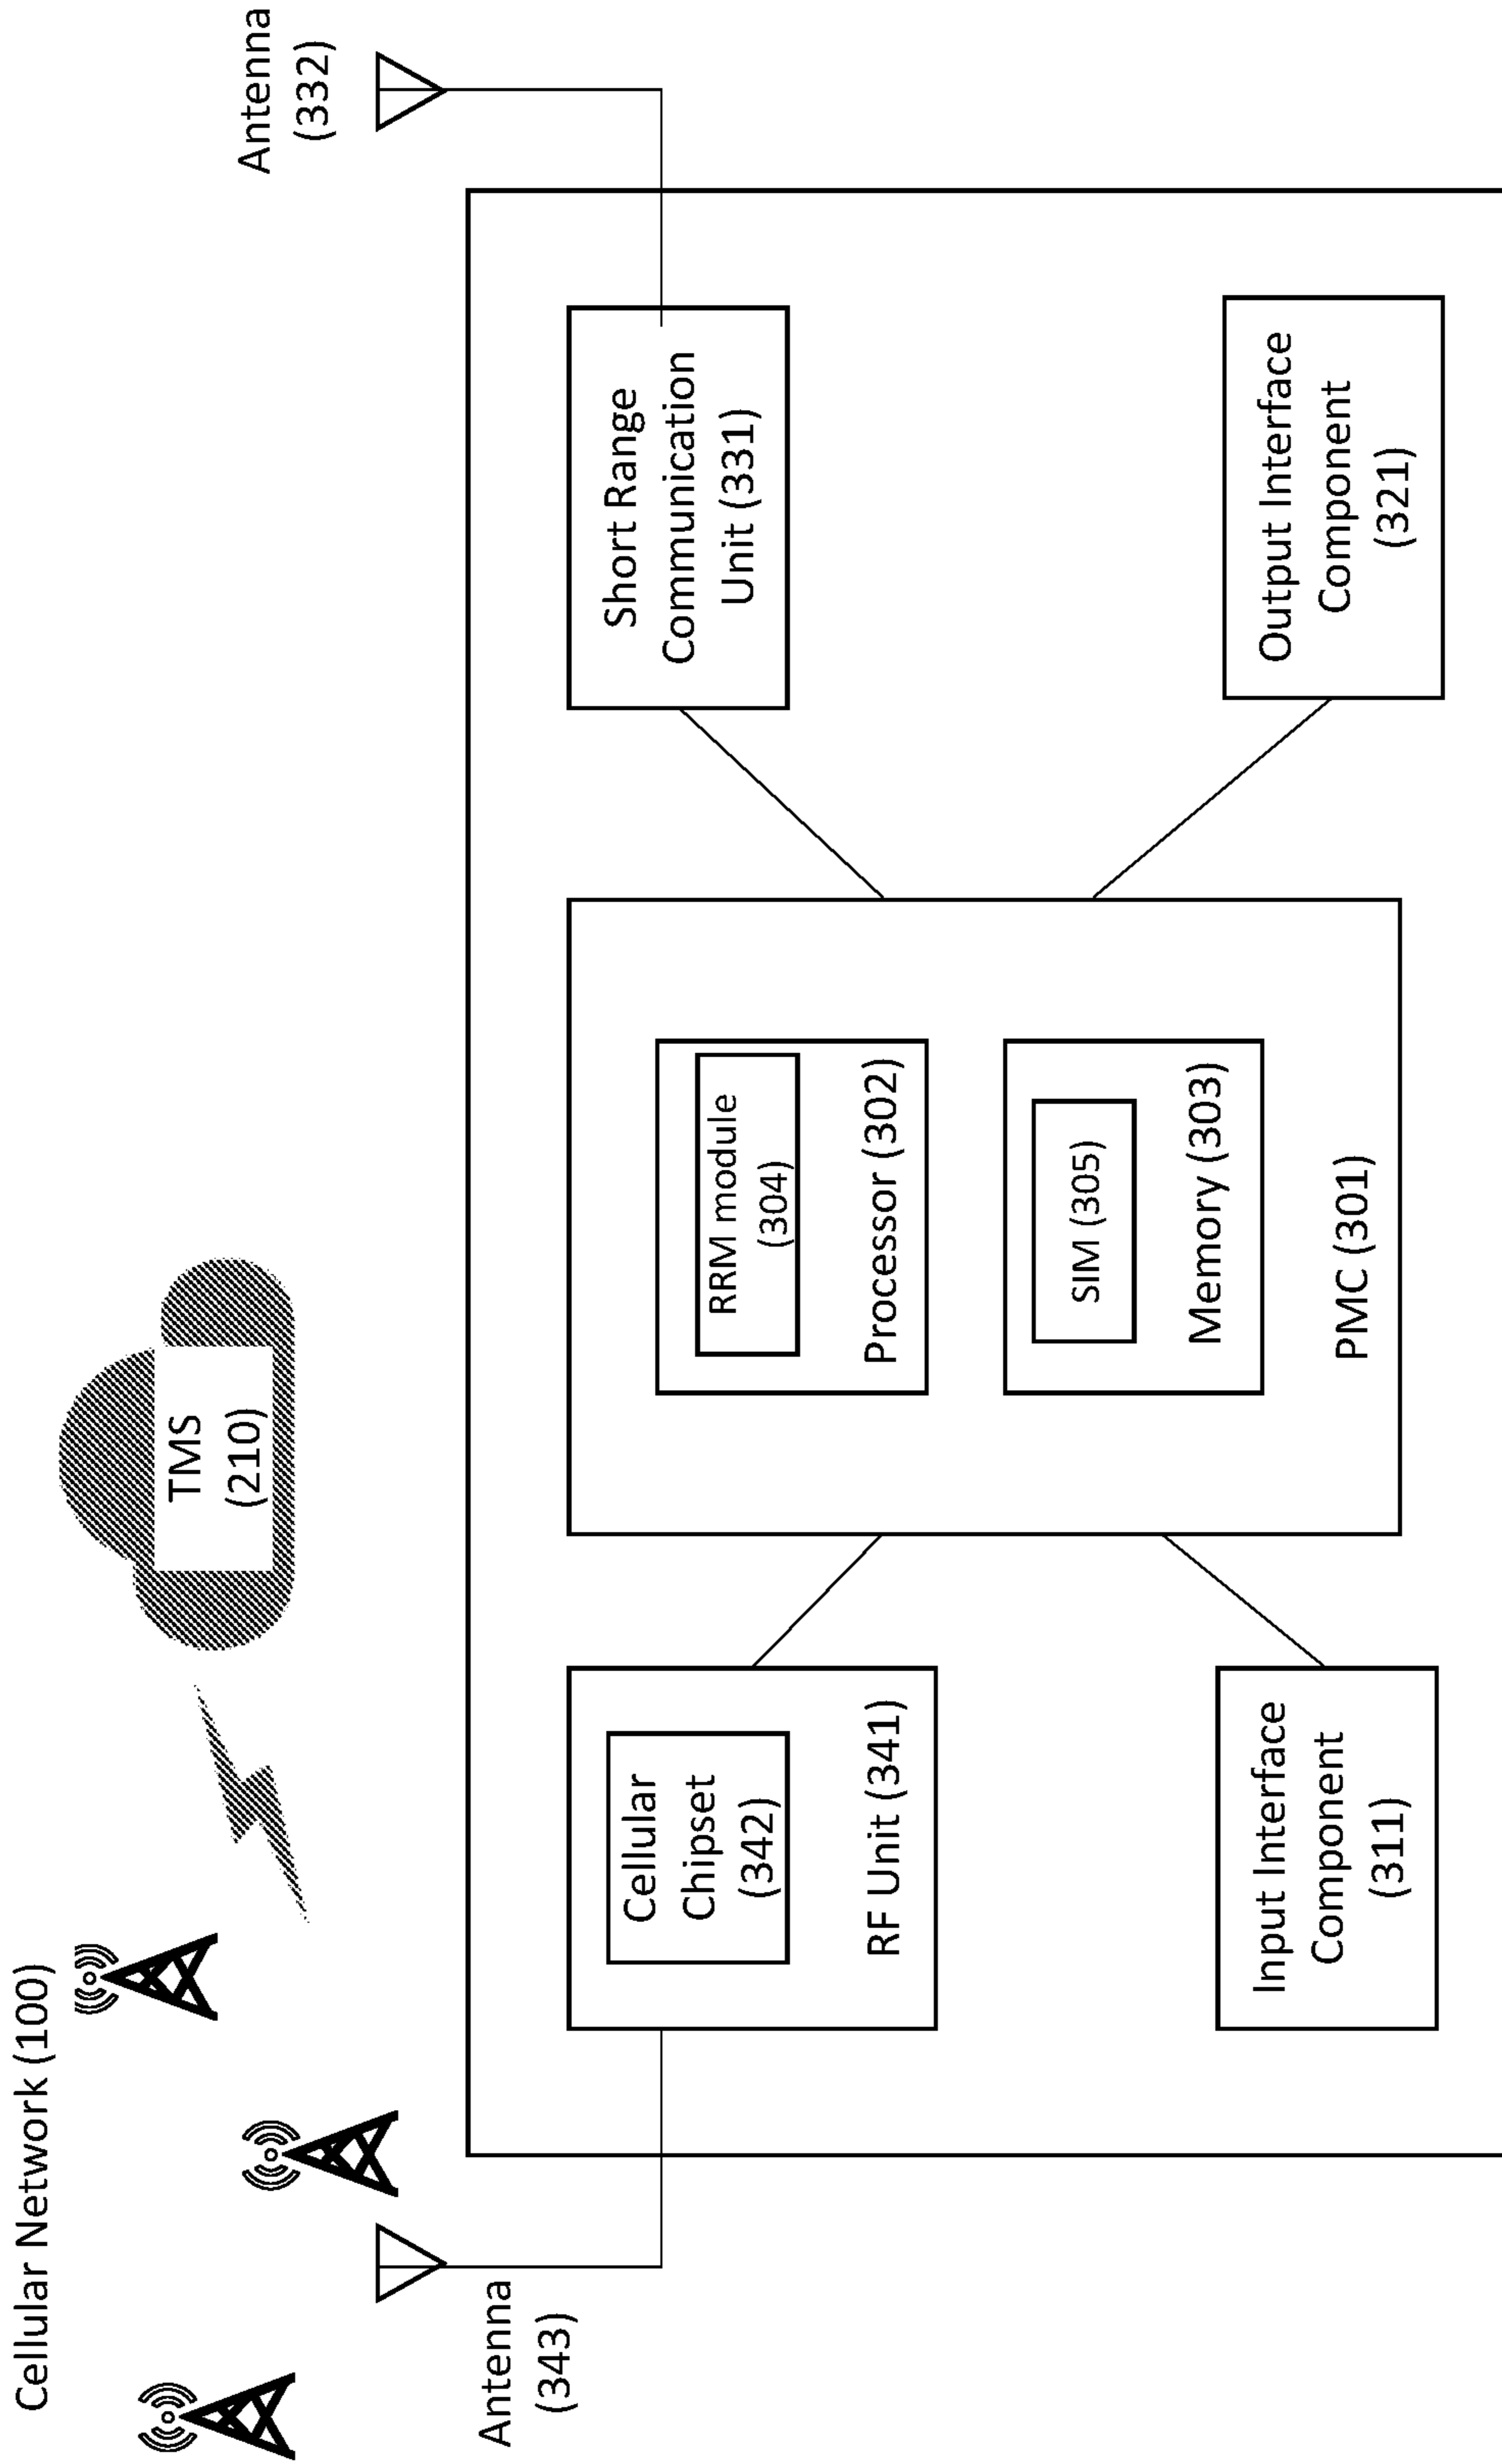 Cellular Network (100)
TMS
(210)
Antenna
(332)
Antenna
(343)
Cellular
Chipset
(342)
RF Unit (341)
RRM module
(304)
Processor (302)
SIM (305)
Memory (303)
PMC (301)
Short Range
Communication
Unit (331)
Input Interface
Component
(311)
Output Interface
Component
(321)